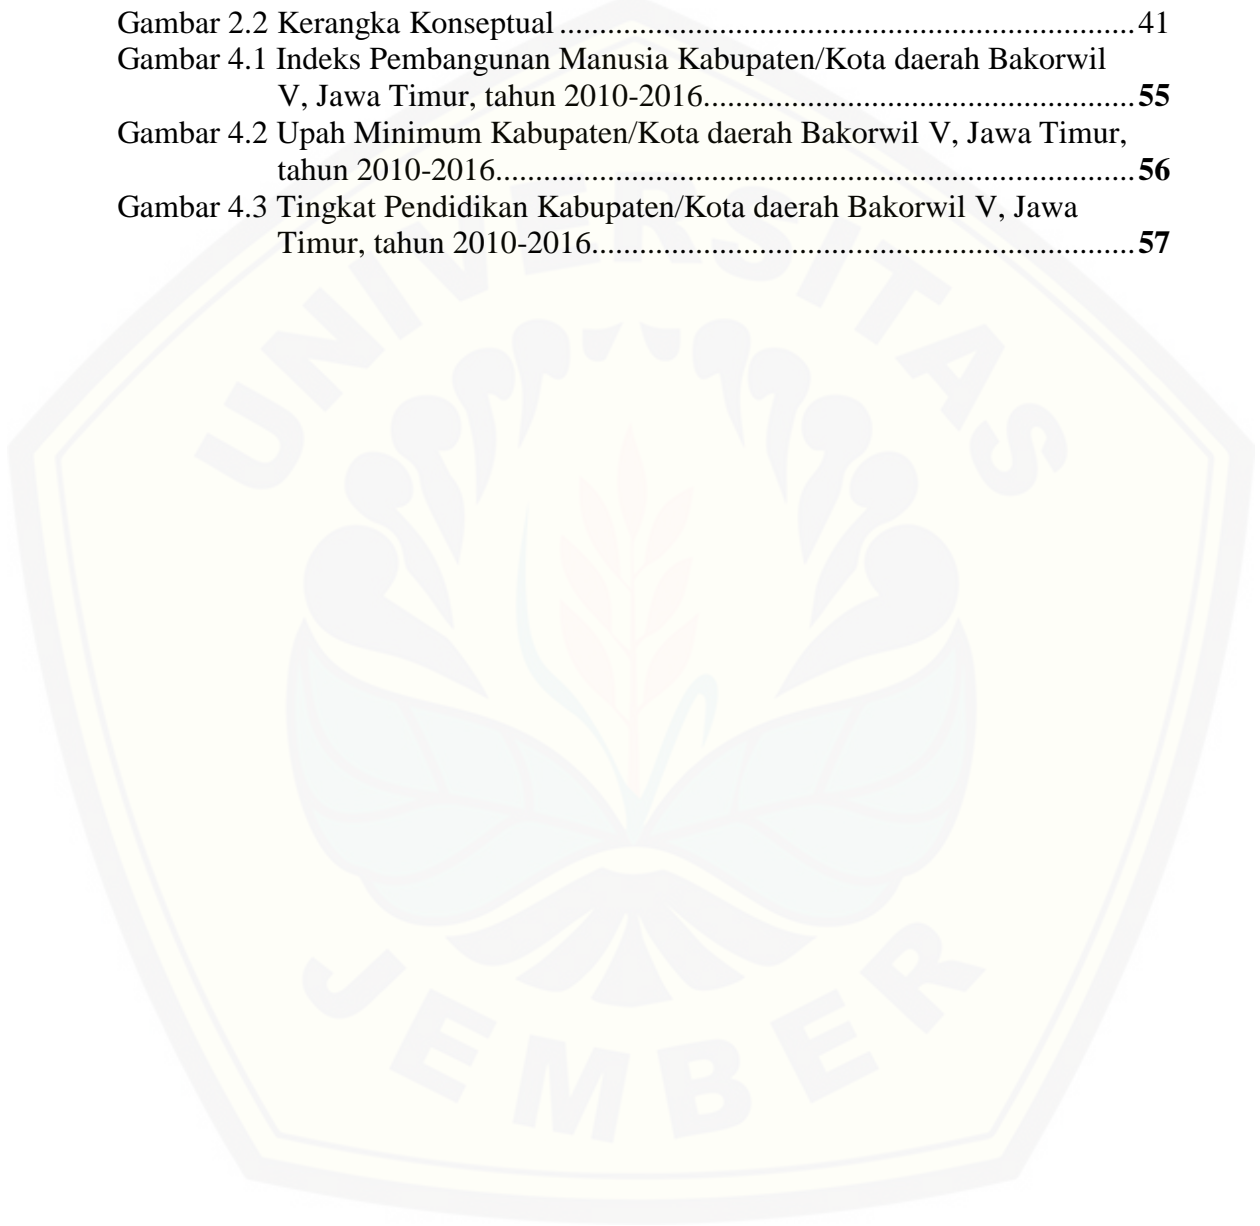 Gambar 2.2 Kerangka Konseptual.......................................................................41
Gambar 4.1 Indeks Pembangunan Manusia Kabupaten/Kota daerah Bakorwil
V, Jawa Timur, tahun 2010-2016.....................................................55
Gambar 4.2 Upah Minimum Kabupaten/Kota daerah Bakorwil V, Jawa Timur,
tahun 2010-2016...............................................................................56
Gambar 4.3 Tingkat Pendidikan Kabupaten/Kota daerah Bakorwil V, Jawa
Timur, tahun 2010-2016...................................................................57
UNIVERSITAS
JEMBER